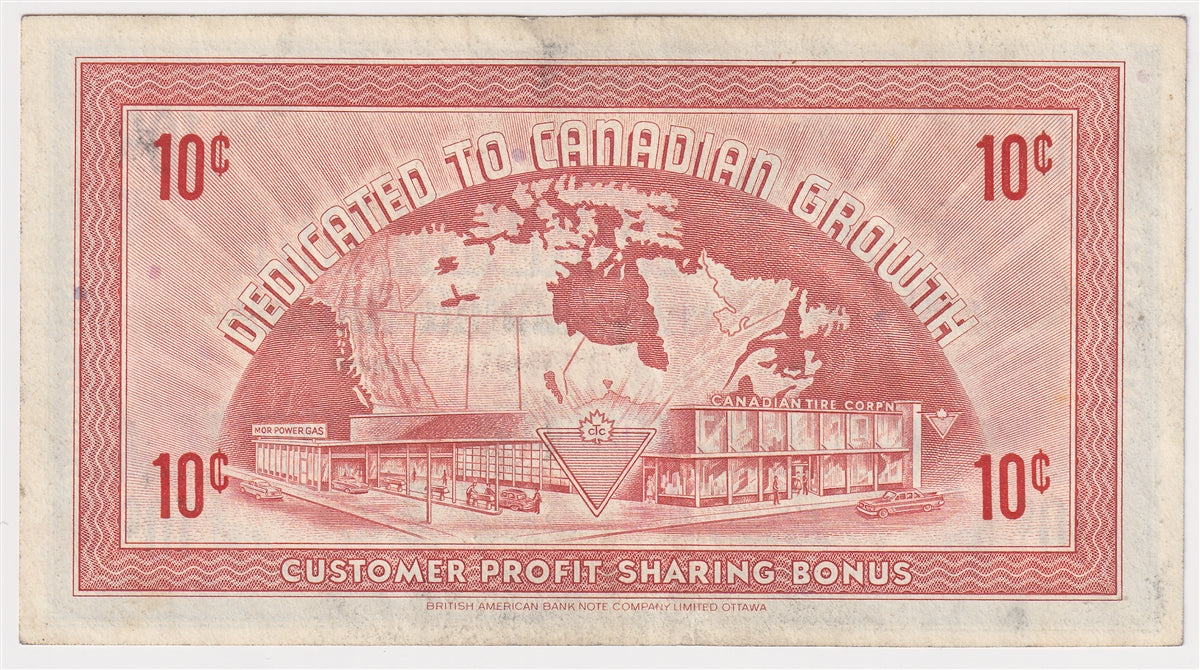 DEDICATED TO CANADIAN GROWTH
10¢ 10¢
CANADIAN TIRE CORP'N
MOR POWER GAS
CTC
10¢ 10¢
CUSTOMER PROFIT SHARING BONUS
BRITISH AMERICAN BANK NOTE COMPANY LIMITED OTTAWA